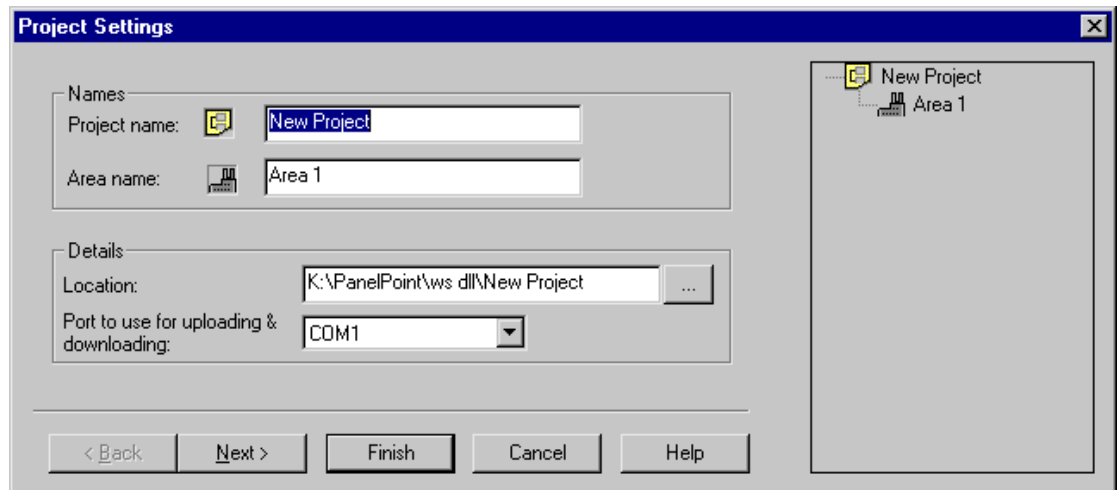 Project Settings
Names
Project name:
New Project
Area name:
Area 1
Details
Location:
K:\PanelPoint\ws dll\New Project
...
Port to use for uploading &
downloading:
COM1
< Back
Next >
Finish
Cancel
Help
New Project
Area 1